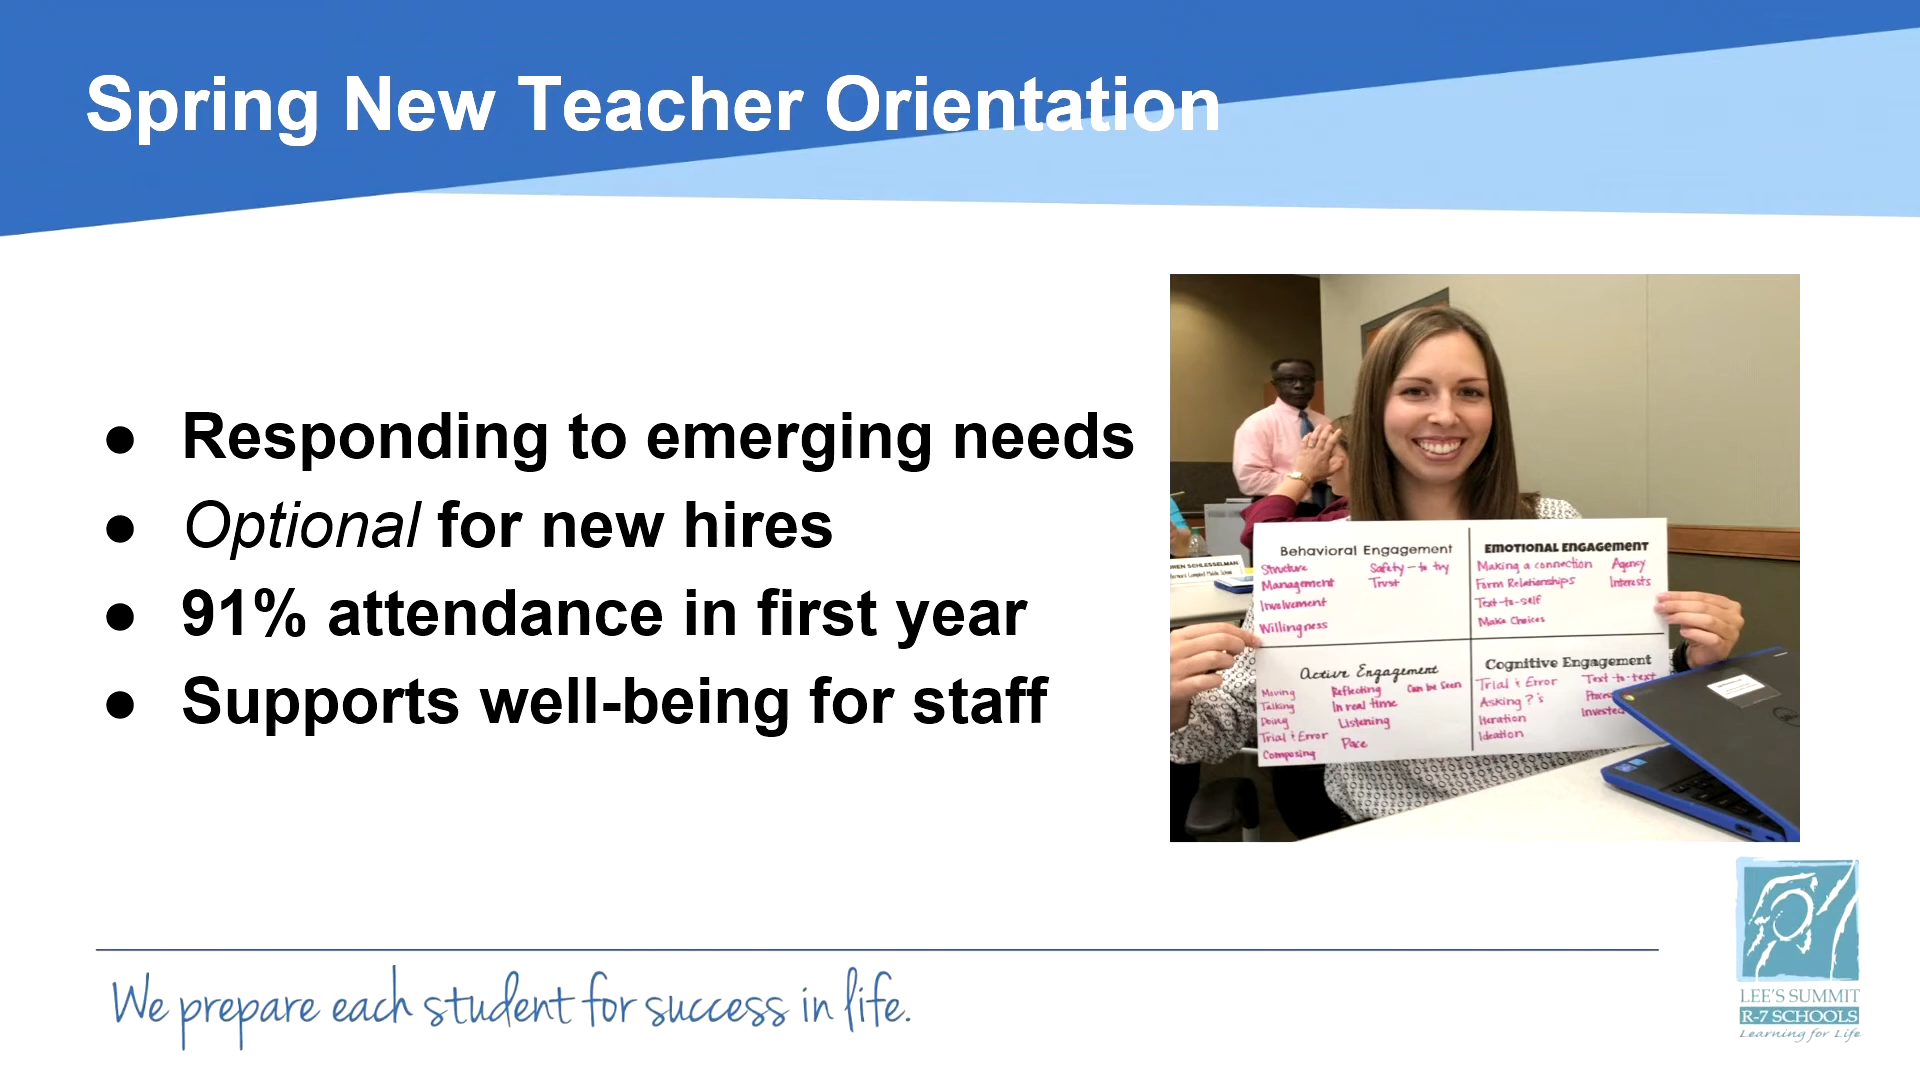 Spring New Teacher Orientation
● Responding to emerging needs
● Optional for new hires
● 91% attendance in first year
● Supports well-being for staff
Behavioral Engagement
Structure
Management
Involvement
Willingness
Safety - to try
Trust
EMOTIONAL ENGAGEMENT
Making a connection
Form Relationships
Text-to-self
Make Choices
Agency
Interests
Active Engagement
Moving
Talking
Doing
Trial & Error
Composing
Reflecting
In real time
Listening
Pace
Can be Seen
Cognitive Engagement
Trial & Error
Asking ?'s
Iteration
Ideation
Text-to-text
SCHLESSELMAN
DELL
We prepare each student for success in life.
LEE'S SUMMIT
R-7 SCHOOLS
Learning for Life